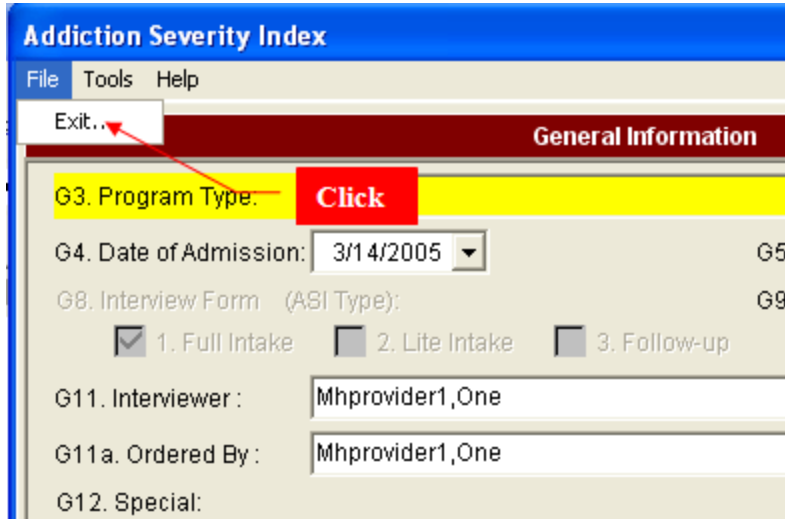 Addiction Severity Index
File Tools Help
Exit...
General Information
G3. Program Type: Click
G4. Date of Admission: 3/14/2005 G5
G8. Interview Form (ASI Type): G9
1. Full Intake 2. Lite Intake 3. Follow-up
G11. Interviewer : Mhprovider1,One
G11a. Ordered By : Mhprovider1,One
G12. Special: